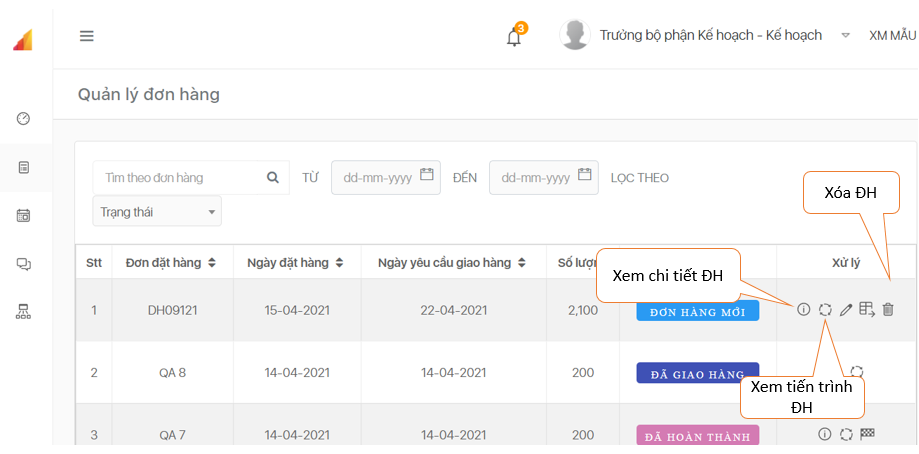 3
Trưởng bộ phận Kế hoạch - Kế hoạch
XM MẪU
Quản lý đơn hàng
Tìm theo đơn hàng
TỪ
dd-mm-yyyy
ĐẾN
dd-mm-yyyy
LỌC THEO
Trạng thái
Xóa ĐH
Xem chi tiết ĐH
Stt
Đơn đặt hàng
Ngày đặt hàng
Ngày yêu cầu giao hàng
Số lượn
Xử lý
1
DH09121
15-04-2021
22-04-2021
2,100
ĐƠN HÀNG MỚI
2
QA 8
14-04-2021
14-04-2021
200
ĐÃ GIAO HÀNG
Xem tiến trình
ĐH
3
QA 7
14-04-2021
14-04-2021
200
ĐÃ HOÀN THÀNH